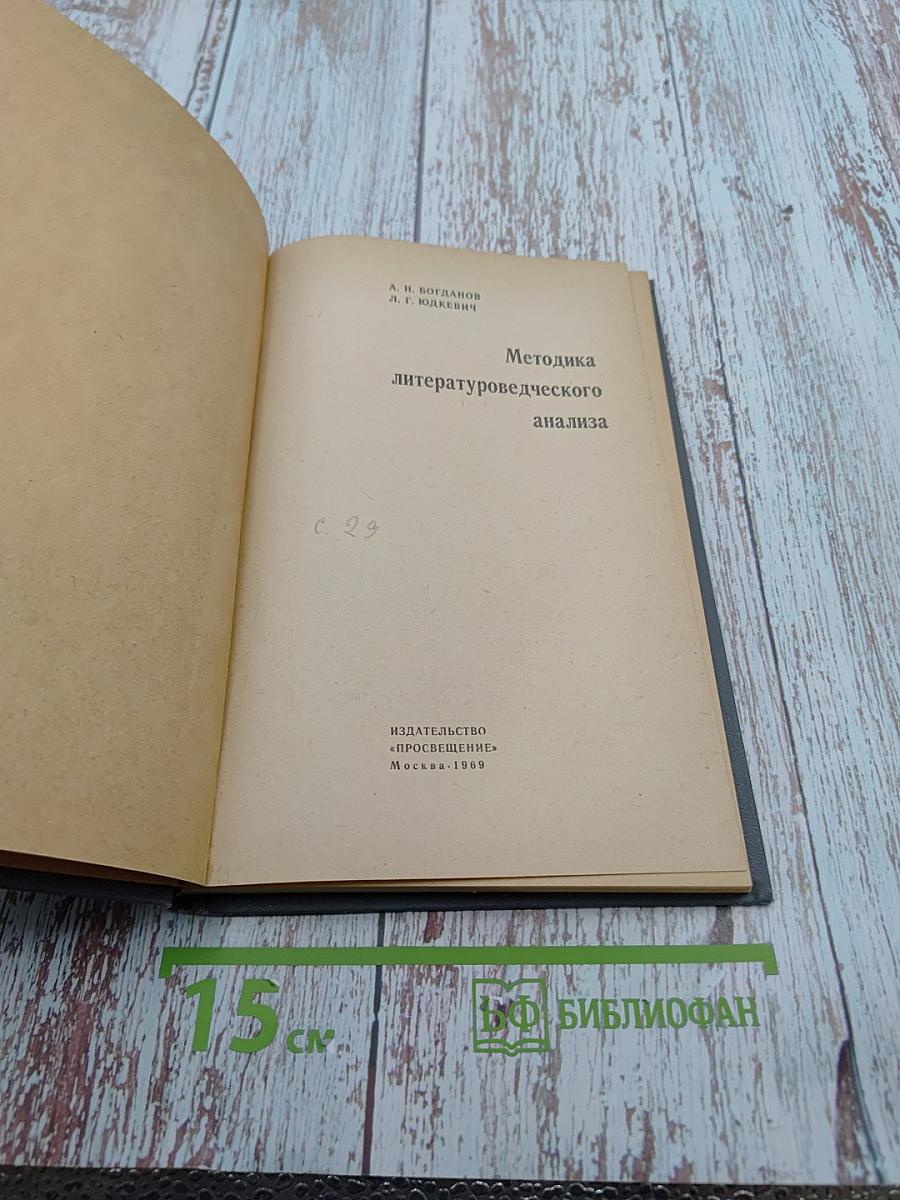 А. Н. БОГДАНОВ
Л. Г. ЮДКЕВИЧ
Методика
литературоведческого
анализа
с. 29
ИЗДАТЕЛЬСТВО
«ПРОСВЕЩЕНИЕ»
Москва·1969
15 см
БФ БИБЛИОФАН